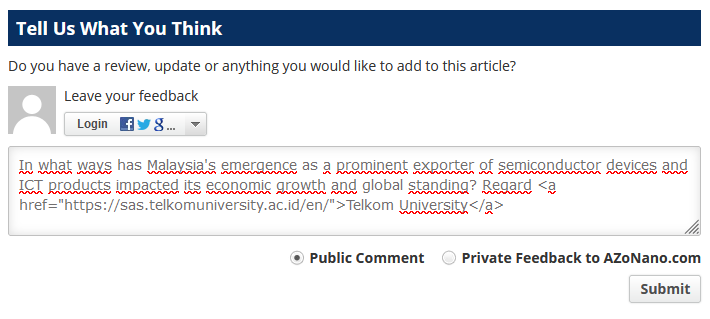 Tell Us What You Think
Do you have a review, update or anything you would like to add to this article?
Leave your feedback
Login
...
In what ways has Malaysia's emergence as a prominent exporter of semiconductor devices and
ICT products impacted its economic growth and global standing? Regard <a
href="https://sas.telkomuniversity.ac.id/en/">Telkom University</a>
Public Comment
Private Feedback to AZoNano.com
Submit